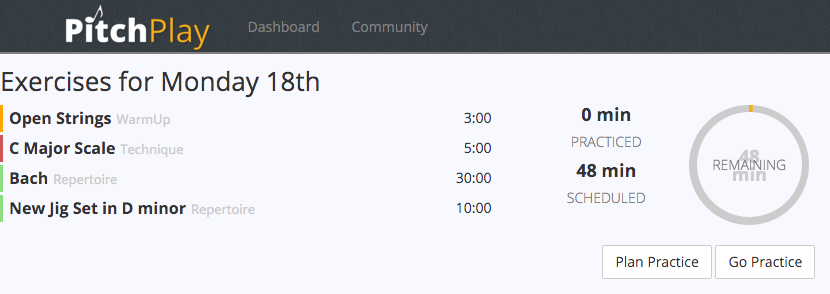 PitchPlay Dashboard Community
Exercises for Monday 18th
Open Strings WarmUp 3:00
C Major Scale Technique 5:00
Bach Repertoire 30:00
New Jig Set in D minor Repertoire 10:00
0 min
PRACTICED
48 min
SCHEDULED
48
REMAINING
min
Plan Practice Go Practice